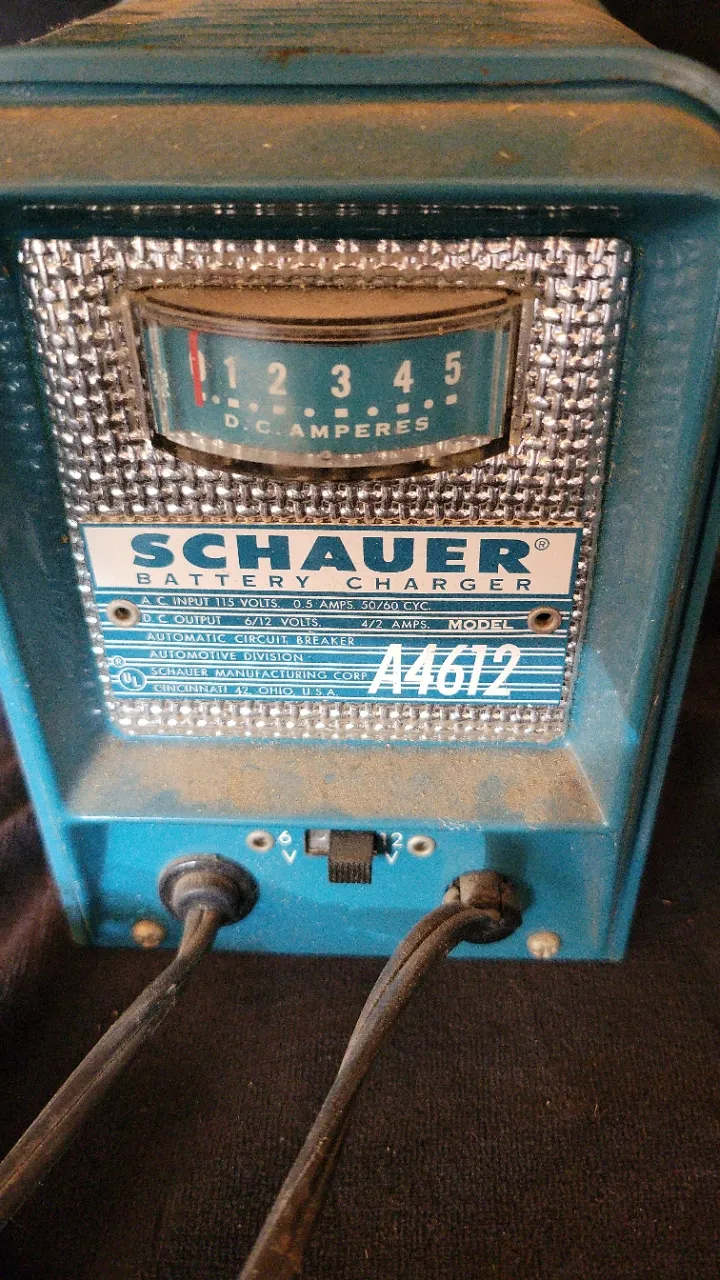 0 1 2 3 4 5
D.C. AMPERES
SCHAUER®
BATTERY CHARGER
A.C. INPUT 115 VOLTS. 0.5 AMPS. 50/60 CYC.
D.C. OUTPUT 6/12 VOLTS. 4/2 AMPS. MODEL
AUTOMATIC CIRCUIT BREAKER
AUTOMOTIVE DIVISION
A4612
® UL SCHAUER MANUFACTURING CORP.
CINCINNATI 42, OHIO, U.S.A.
6 12
V V